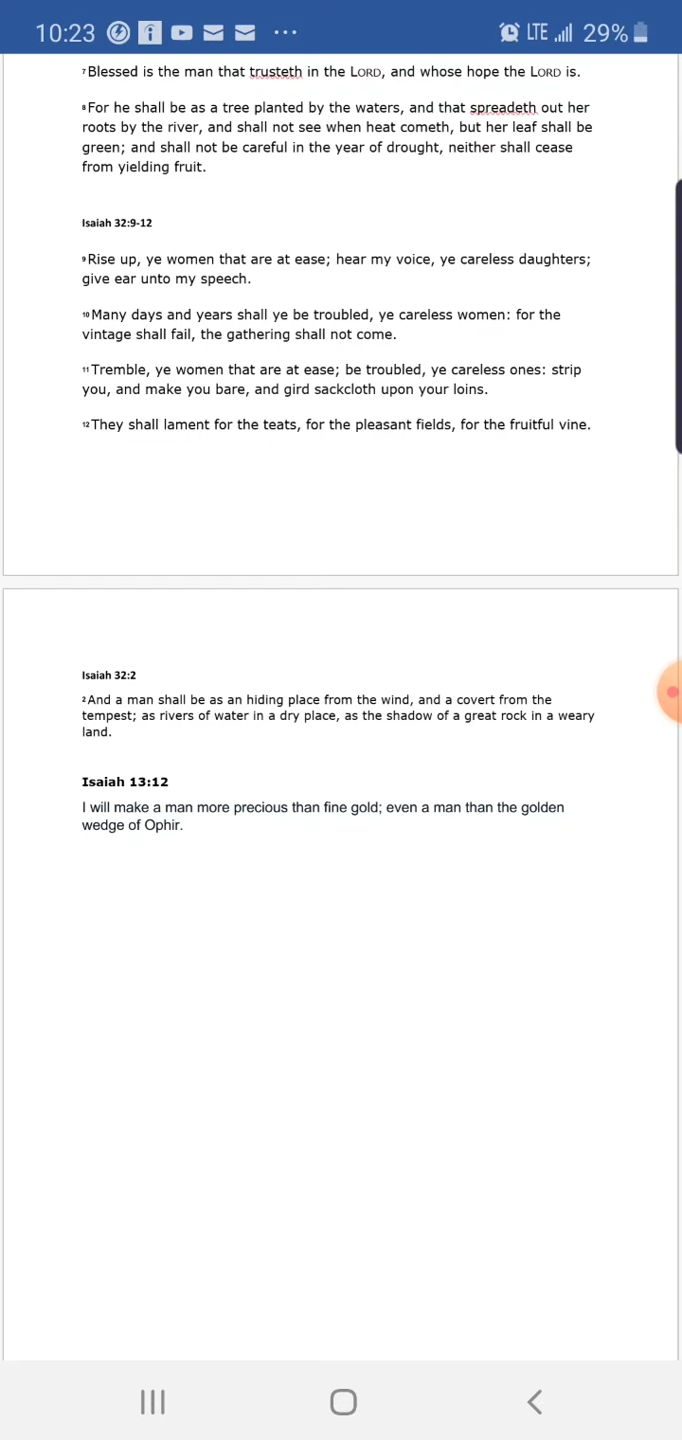 10:23 ... LTE 29%
7Blessed is the man that trusteth in the LORD, and whose hope the LORD is.
8For he shall be as a tree planted by the waters, and that spreadeth out her
roots by the river, and shall not see when heat cometh, but her leaf shall be
green; and shall not be careful in the year of drought, neither shall cease
from yielding fruit.
Isaiah 32:9-12
9Rise up, ye women that are at ease; hear my voice, ye careless daughters;
give ear unto my speech.
10Many days and years shall ye be troubled, ye careless women: for the
vintage shall fail, the gathering shall not come.
11Tremble, ye women that are at ease; be troubled, ye careless ones: strip
you, and make you bare, and gird sackcloth upon your loins.
12They shall lament for the teats, for the pleasant fields, for the fruitful vine.
Isaiah 32:2
2And a man shall be as an hiding place from the wind, and a covert from the
tempest; as rivers of water in a dry place, as the shadow of a great rock in a weary
land.
Isaiah 13:12
I will make a man more precious than fine gold; even a man than the golden
wedge of Ophir.